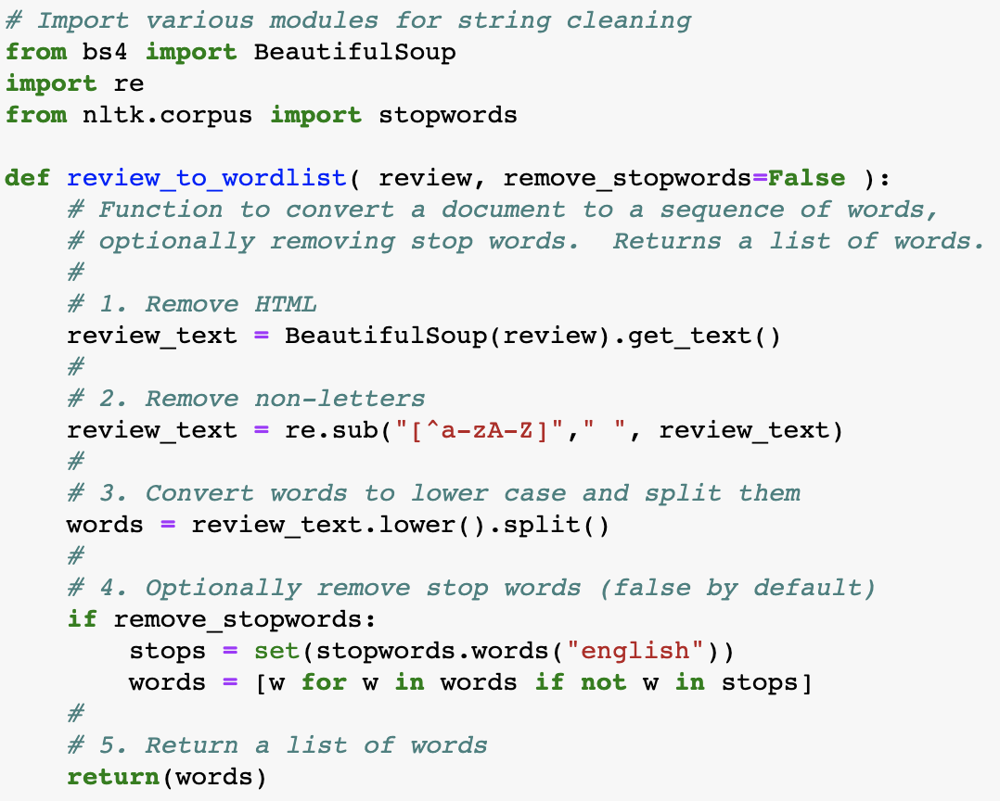 # Import various modules for string cleaning
from bs4 import BeautifulSoup
import re
from nltk.corpus import stopwords

def review_to_wordlist( review, remove_stopwords=False ):
    # Function to convert a document to a sequence of words,
    # optionally removing stop words.  Returns a list of words.
    #
    # 1. Remove HTML
    review_text = BeautifulSoup(review).get_text()
    #
    # 2. Remove non-letters
    review_text = re.sub("[^a-zA-Z]"," ", review_text)
    #
    # 3. Convert words to lower case and split them
    words = review_text.lower().split()
    #
    # 4. Optionally remove stop words (false by default)
    if remove_stopwords:
        stops = set(stopwords.words("english"))
        words = [w for w in words if not w in stops]
    #
    # 5. Return a list of words
    return(words)